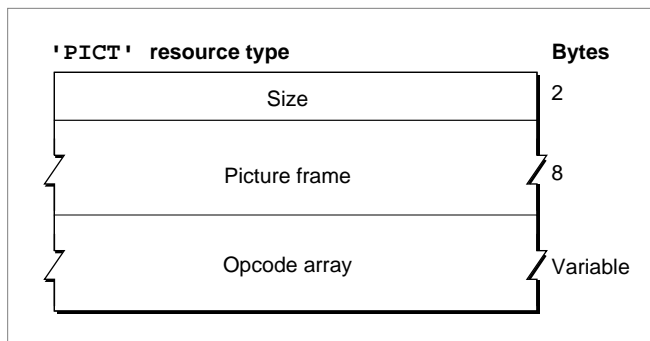 'PICT' resource type Bytes
Size 2
Picture frame 8
Opcode array Variable